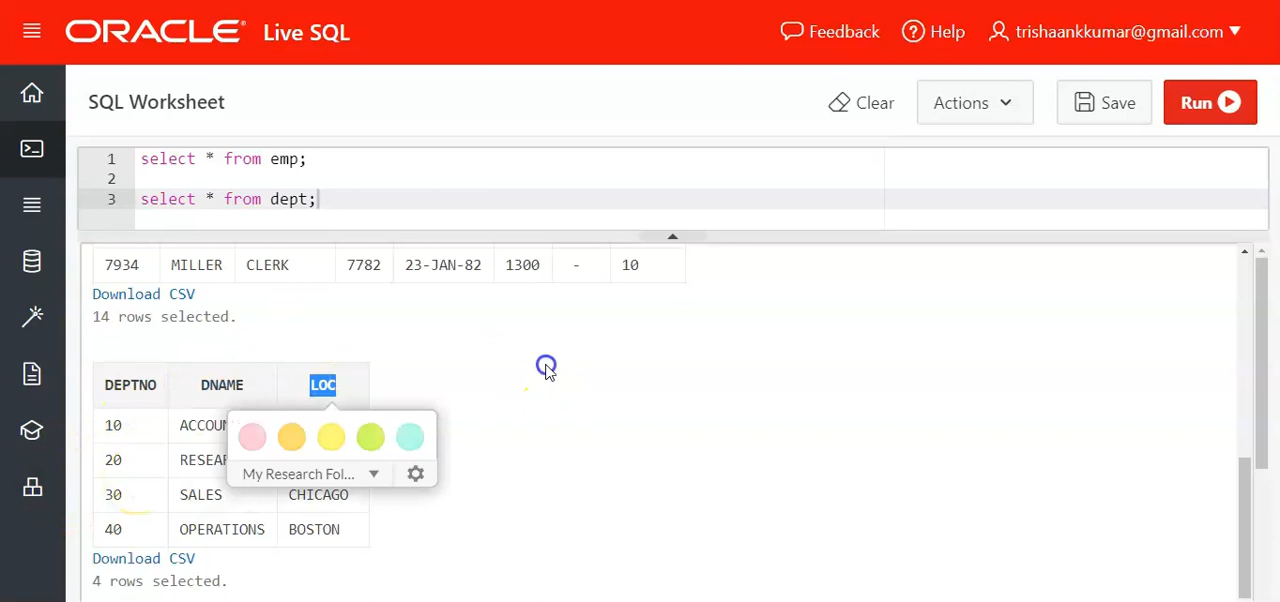 ORACLE Live SQL Feedback Help trishaankkumar@gmail.com
SQL Worksheet Clear Actions Save Run
1 select * from emp;
2
3 select * from dept;
7934 MILLER CLERK 7782 23-JAN-82 1300 - 10
Download CSV
14 rows selected.
DEPTNO DNAME LOC
10
20
My Research Fol...
30 SALES CHICAGO
40 OPERATIONS BOSTON
Download CSV
4 rows selected.